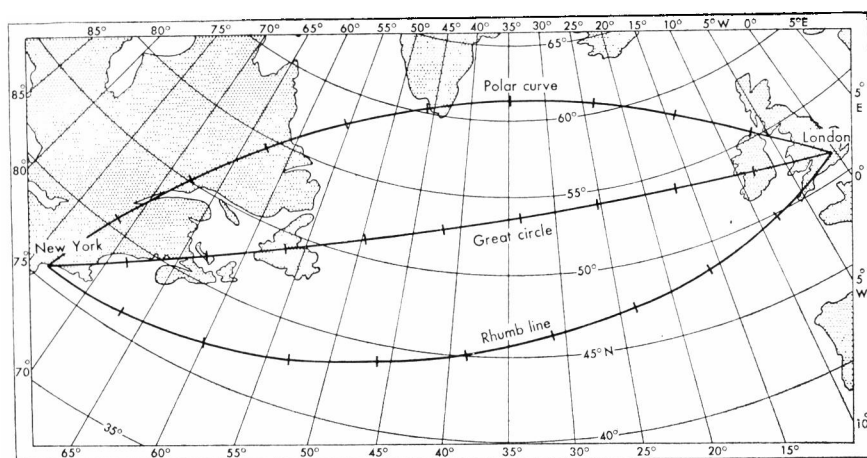 85° 80° 75° 70° 65° 60° 55° 50° 45° 40° 35° 30° 25° 20° 15° 10° 5°W 0° 5°E
65°
85°
Polar curve
5°
E
60°
London
80°
0°
55°
New York
Great circle
75°
50°
5°
W
Rhumb line
45°N
70°
35°
40°
10°
65° 60° 55° 50° 45° 40° 35° 30° 25° 20° 15°